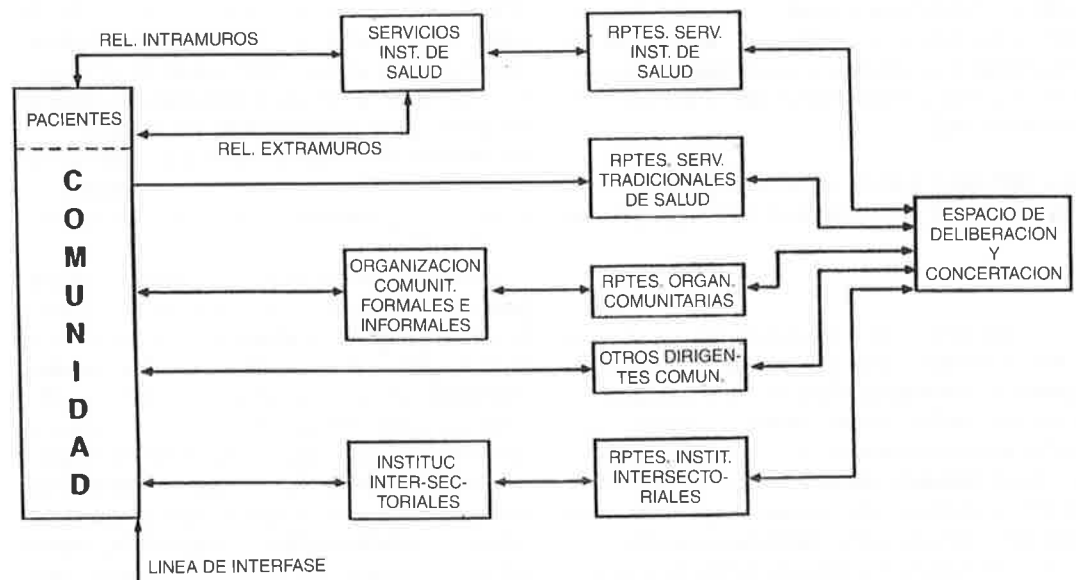 REL. INTRAMUROS
SERVICIOS
INST. DE
SALUD
RPTES. SERV.
INST. DE
SALUD
PACIENTES
REL. EXTRAMUROS
COMUNIDAD
RPTES. SERV.
TRADICIONALES
DE SALUD
ESPACIO DE
DELIBERACION
Y
CONCERTACION
ORGANIZACION
COMUNIT.
FORMALES E
INFORMALES
RPTES. ORGAN.
COMUNITARIAS
OTROS DIRIGEN-
TES COMUN.
INSTITUC
INTER-SEC-
TORIALES
RPTES. INSTIT.
INTERSECTO-
RIALES
LINEA DE INTERFASE